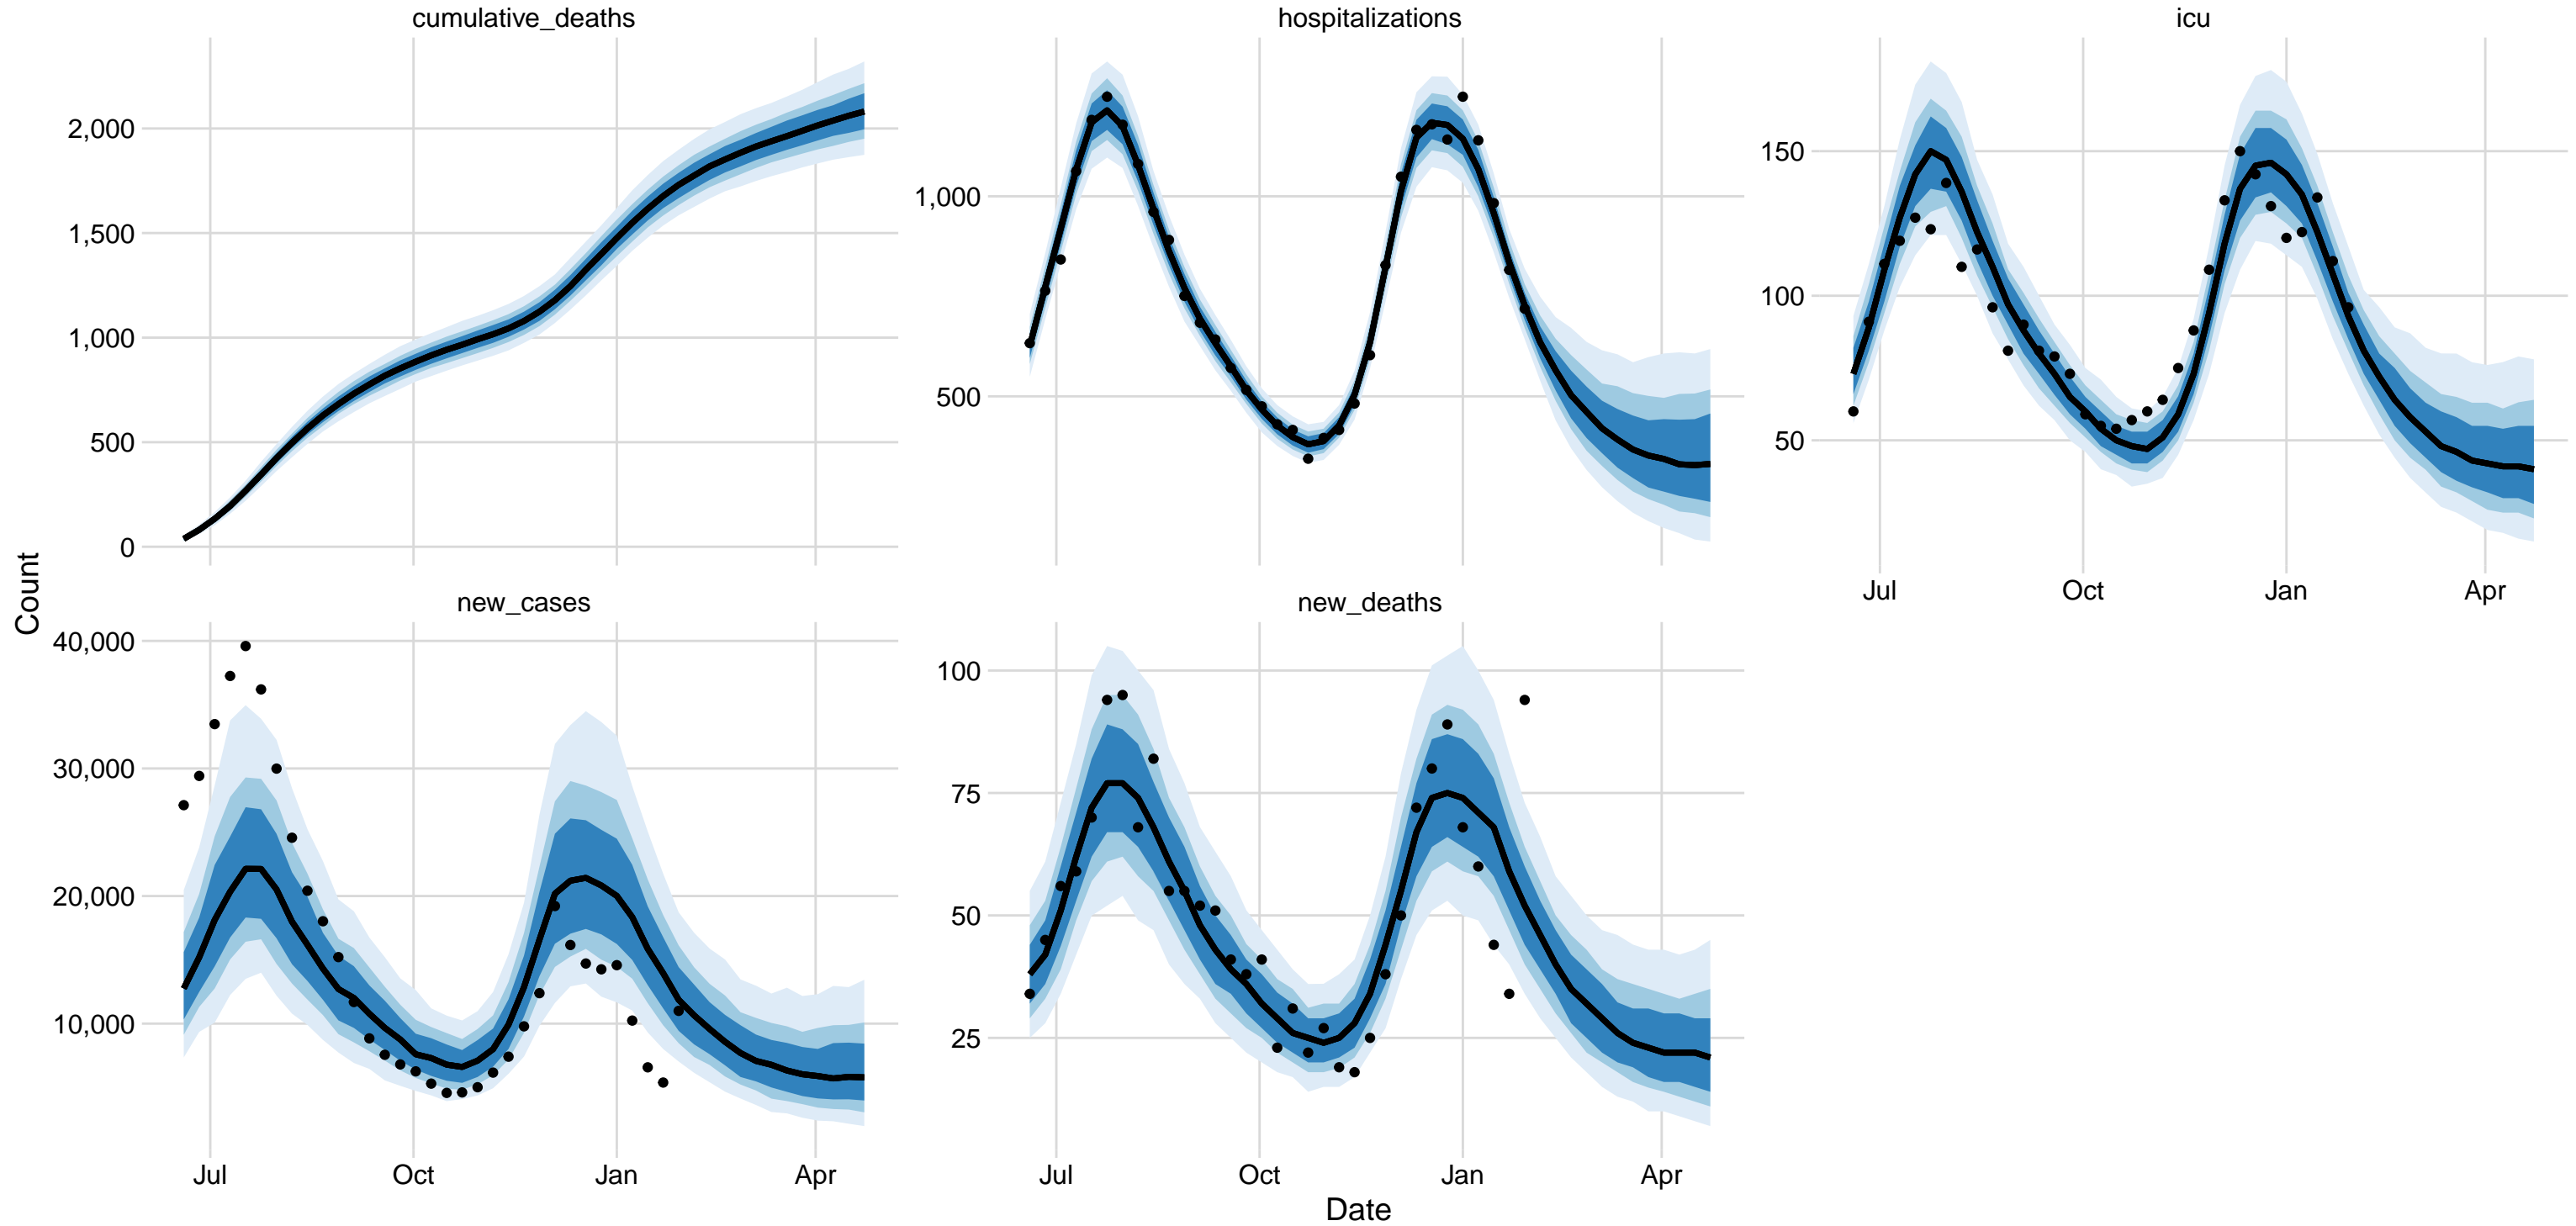 cumulative_deaths
hospitalizations
icu
2,000
1,500
1,000
500
0
1,000
500
150
100
50
Jul
Oct
Jan
Apr
Count
new_cases
new_deaths
40,000
30,000
20,000
10,000
100
75
50
25
Jul
Oct
Jan
Apr
Jul
Oct
Jan
Apr
Date